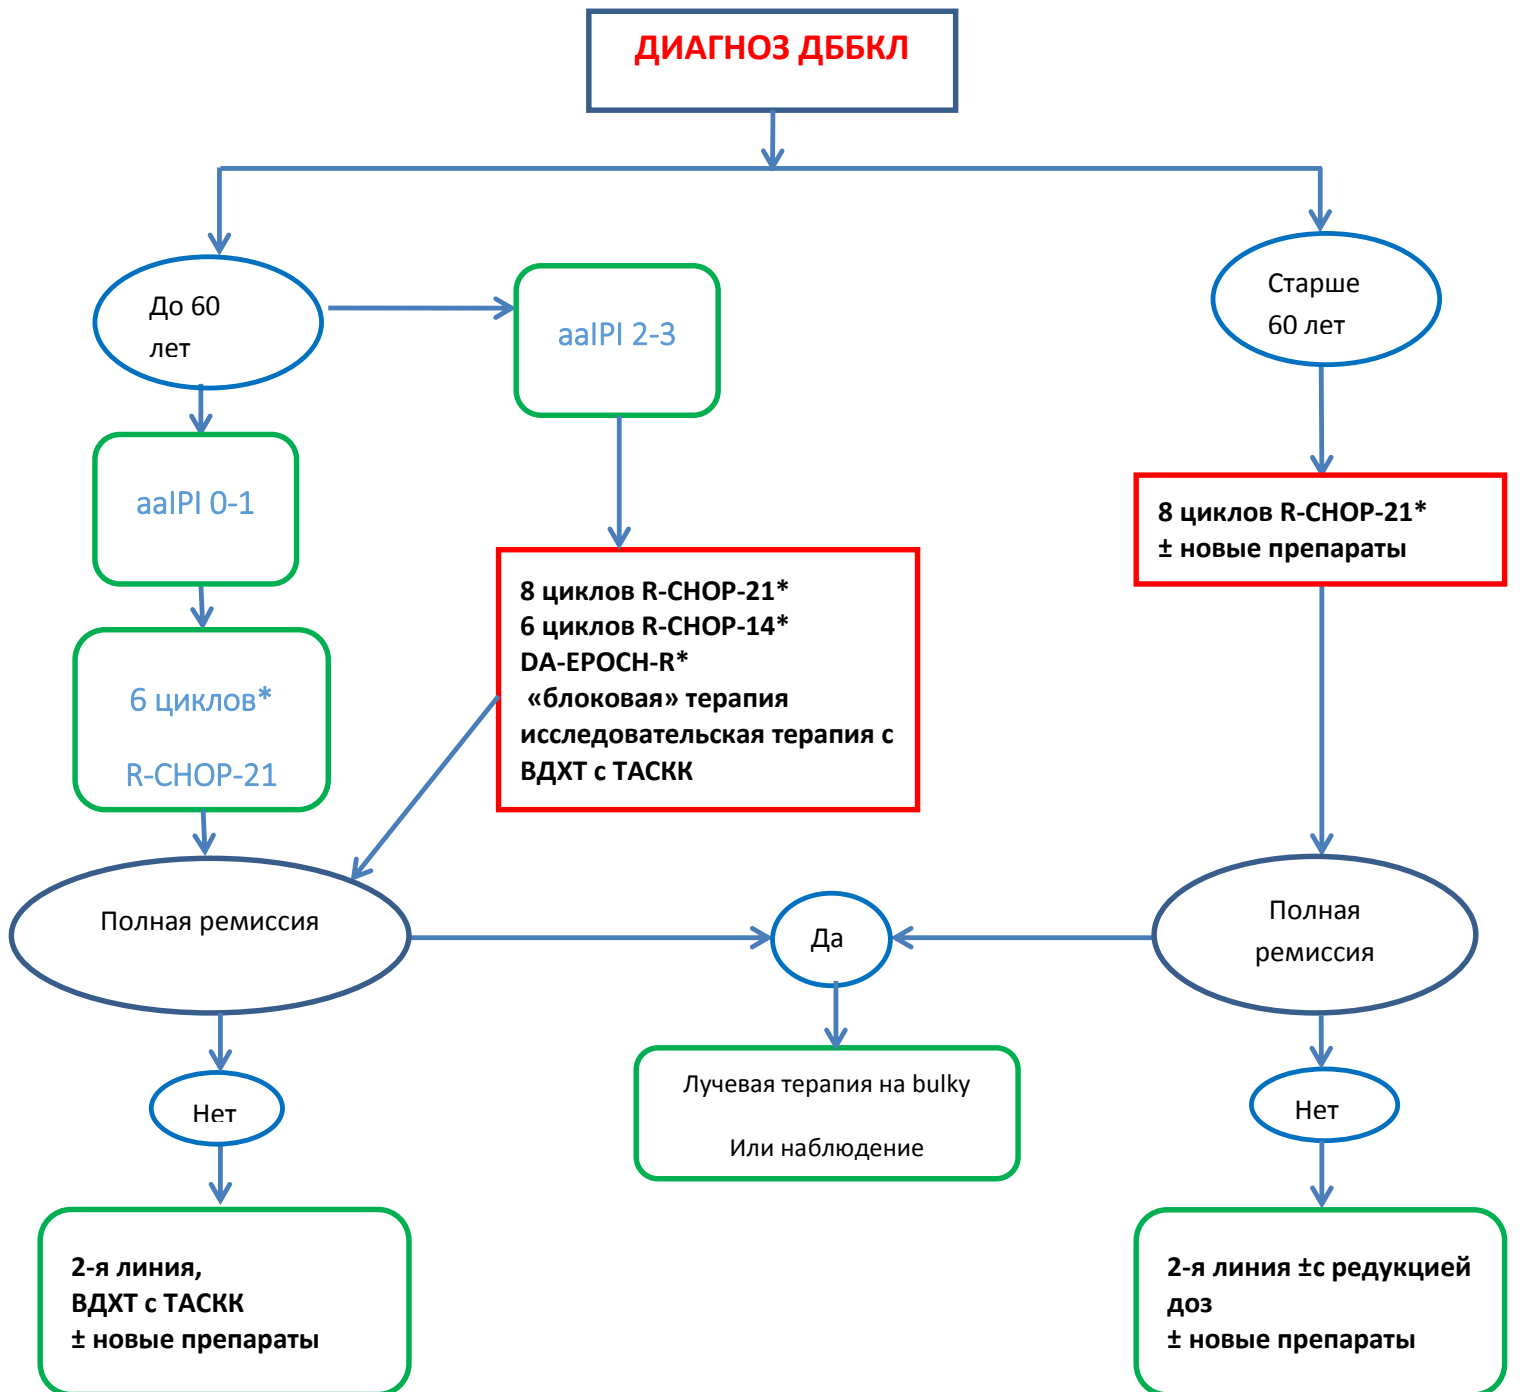 ДИАГНОЗ ДББКЛ
До 60
лет
aaIPI 2-3
Старше
60 лет
aaIPI 0-1
8 циклов R-CHOP-21*
± новые препараты
8 циклов R-CHOP-21*
6 циклов R-CHOP-14*
DA-EPOCH-R*
«блоковая» терапия
исследовательская терапия с
ВДХТ с ТАСКК
6 циклов*
R-CHOP-21
Полная ремиссия
Да
Полная
ремиссия
Лучевая терапия на bulky
Или наблюдение
Нет
Нет
2-я линия,
ВДХТ с ТАСКК
± новые препараты
2-я линия ±с редукцией
доз
± новые препараты